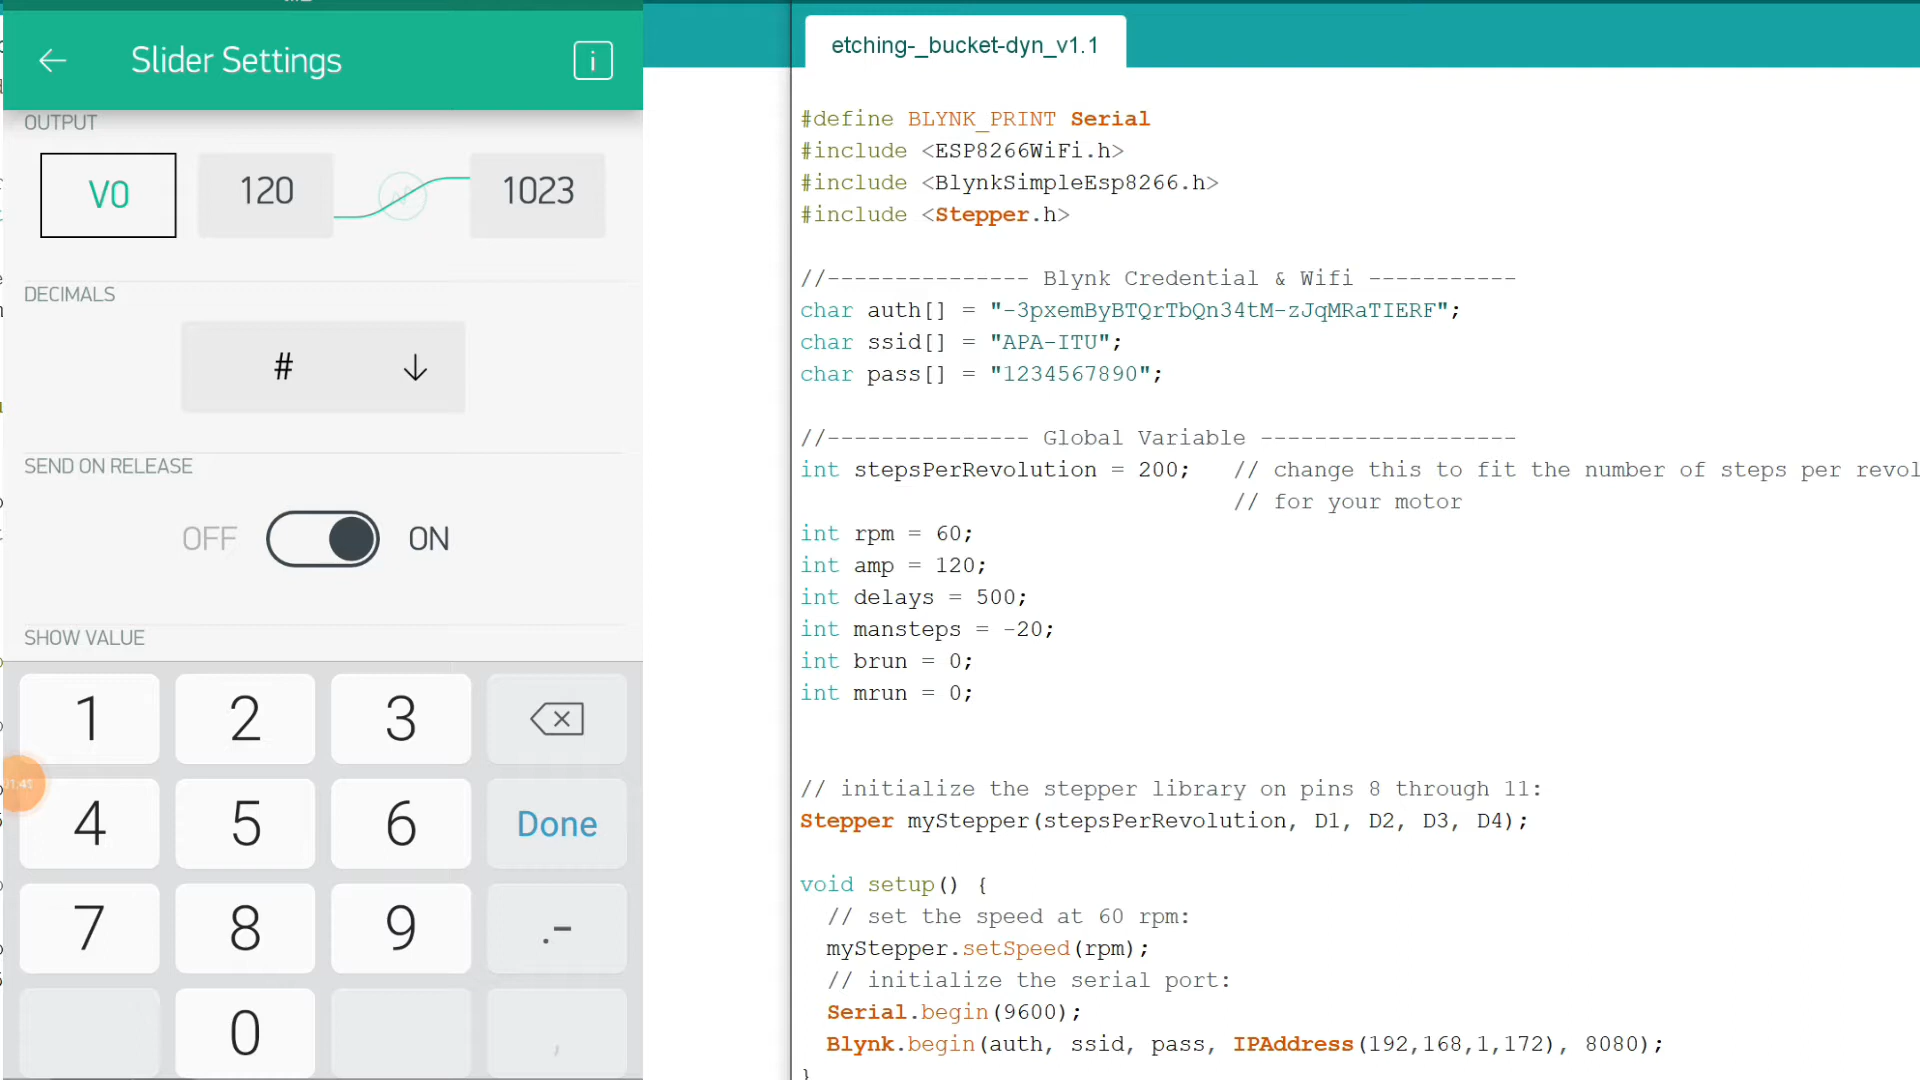 Slider Settings
i
OUTPUT
V0
120
1023
DECIMALS
#
SEND ON RELEASE
OFF
ON
SHOW VALUE
1
2
3
4
5
6
Done
7
8
9
.-
0
,
etching-_bucket-dyn_v1.1
#define BLYNK_PRINT Serial
#include <ESP8266WiFi.h>
#include <BlynkSimpleEsp8266.h>
#include <Stepper.h>
//--------------- Blynk Credential & Wifi -----------
char auth[] = "-3pxemByBTQrTbQn34tM-zJqMRaTIERF";
char ssid[] = "APA-ITU";
char pass[] = "1234567890";
//--------------- Global Variable -------------------
int stepsPerRevolution = 200;   // change this to fit the number of steps per revol
// for your motor
int rpm = 60;
int amp = 120;
int delays = 500;
int mansteps = -20;
int brun = 0;
int mrun = 0;
// initialize the stepper library on pins 8 through 11:
Stepper myStepper(stepsPerRevolution, D1, D2, D3, D4);
void setup() {
// set the speed at 60 rpm:
myStepper.setSpeed(rpm);
// initialize the serial port:
Serial.begin(9600);
Blynk.begin(auth, ssid, pass, IPAddress(192,168,1,172), 8080);
}